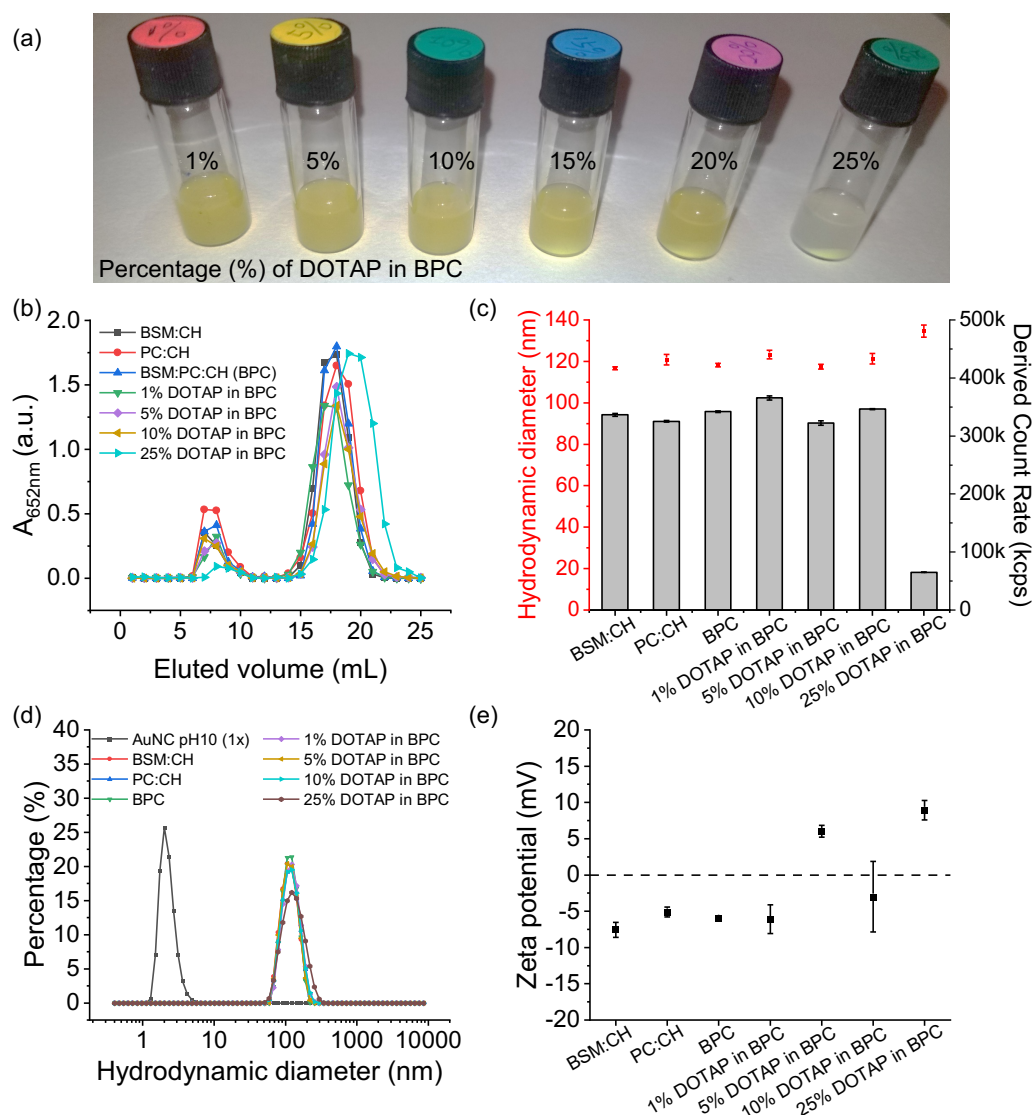 (a)
1%
5%
15%
1%
5%
10%
15%
20%
25%
Percentage (%) of DOTAP in BPC
(b)
2.0
1.5
1.0
0.5
0.0
A652nm (a.u.)
BSM:CH
PC:CH
BSM:PC:CH (BPC)
1% DOTAP in BPC
5% DOTAP in BPC
10% DOTAP in BPC
25% DOTAP in BPC
0 5 10 15 20 25
Eluted volume (mL)
(c)
140
120
100
80
60
40
20
0
Hydrodynamic diameter (nm)
500k
400k
300k
200k
100k
0
Derived Count Rate (kcps)
BSM:CH
PC:CH
BPC
1% DOTAP in BPC
5% DOTAP in BPC
10% DOTAP in BPC
25% DOTAP in BPC
(d)
40
35
30
25
20
15
10
5
0
Percentage (%)
AuNC pH10 (1x)
BSM:CH
PC:CH
BPC
1% DOTAP in BPC
5% DOTAP in BPC
10% DOTAP in BPC
25% DOTAP in BPC
1 10 100 1000 10000
Hydrodynamic diameter (nm)
(e)
20
15
10
5
0
-5
-10
-15
-20
Zeta potential (mV)
BSM:CH
PC:CH
BPC
1% DOTAP in BPC
5% DOTAP in BPC
10% DOTAP in BPC
25% DOTAP in BPC